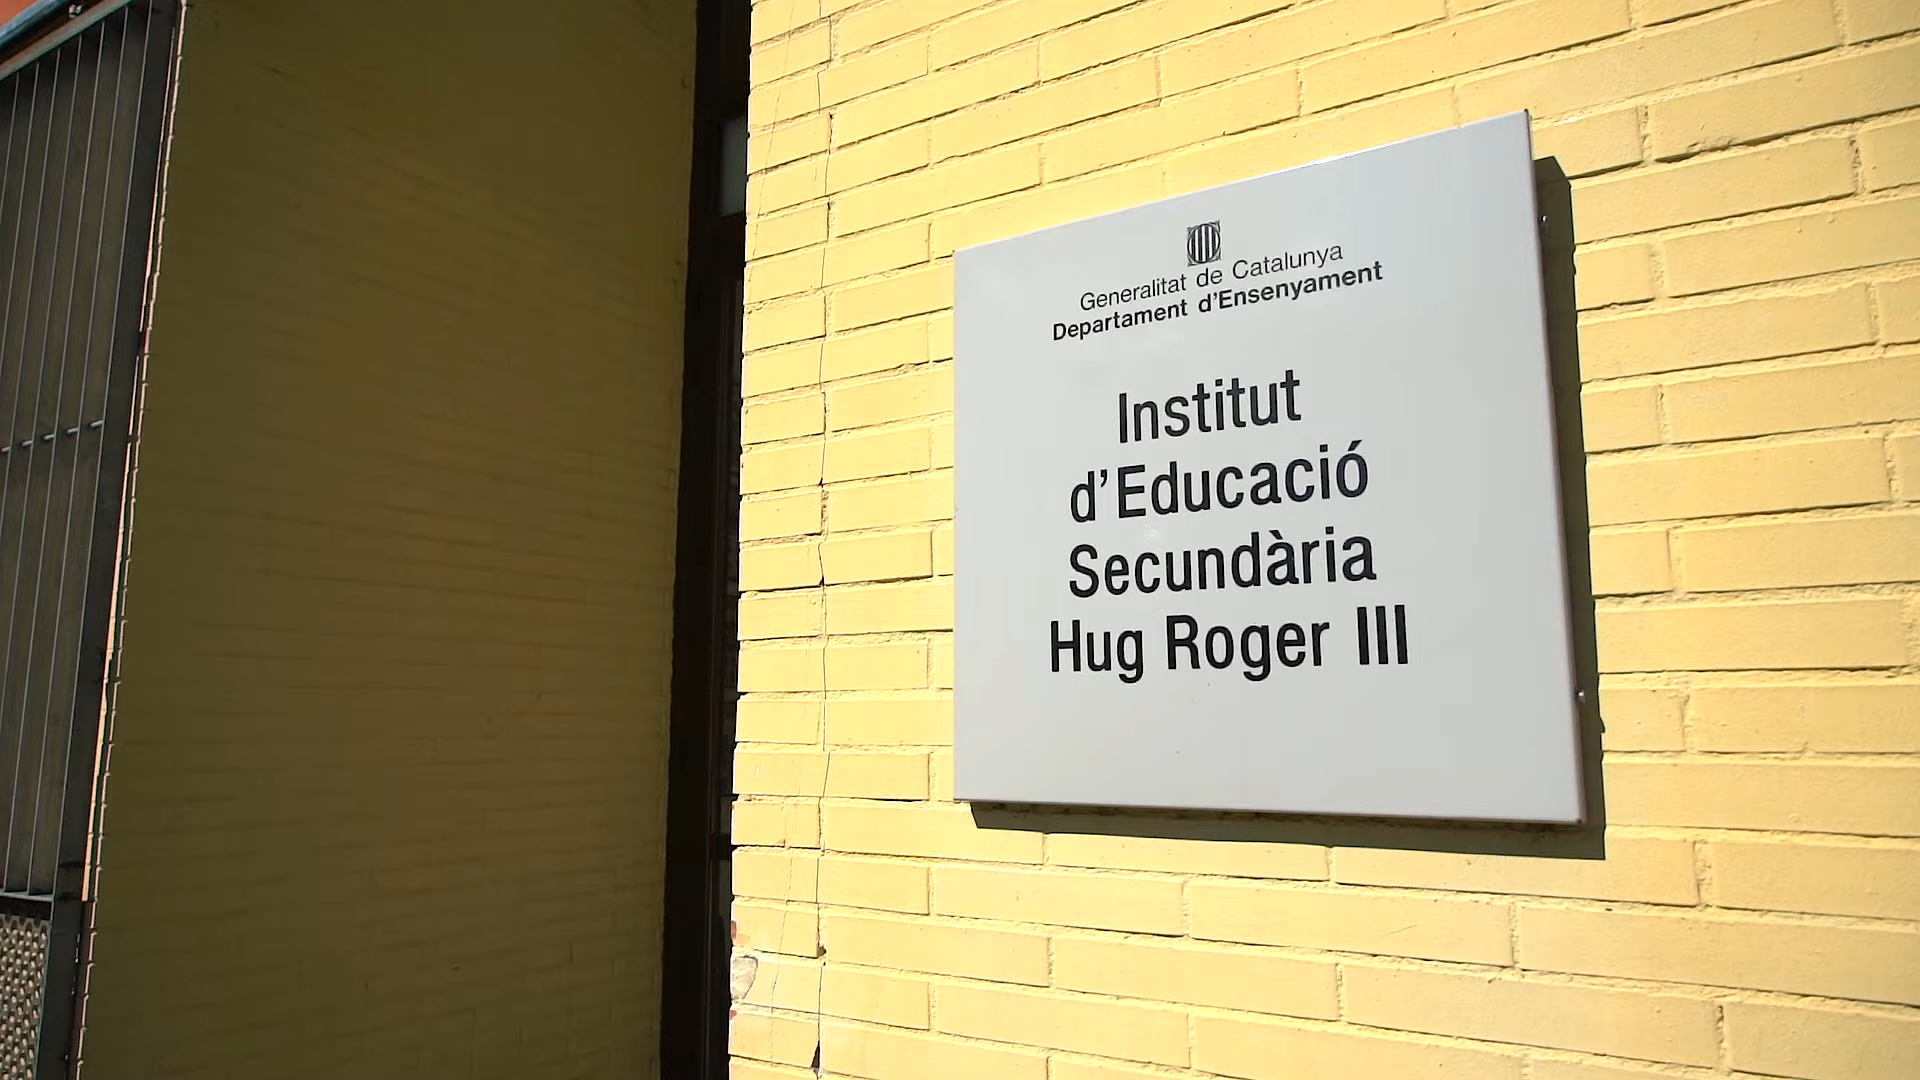 Generalitat de Catalunya
Departament d'Ensenyament
Institut
d'Educació
Secundària
Hug Roger III